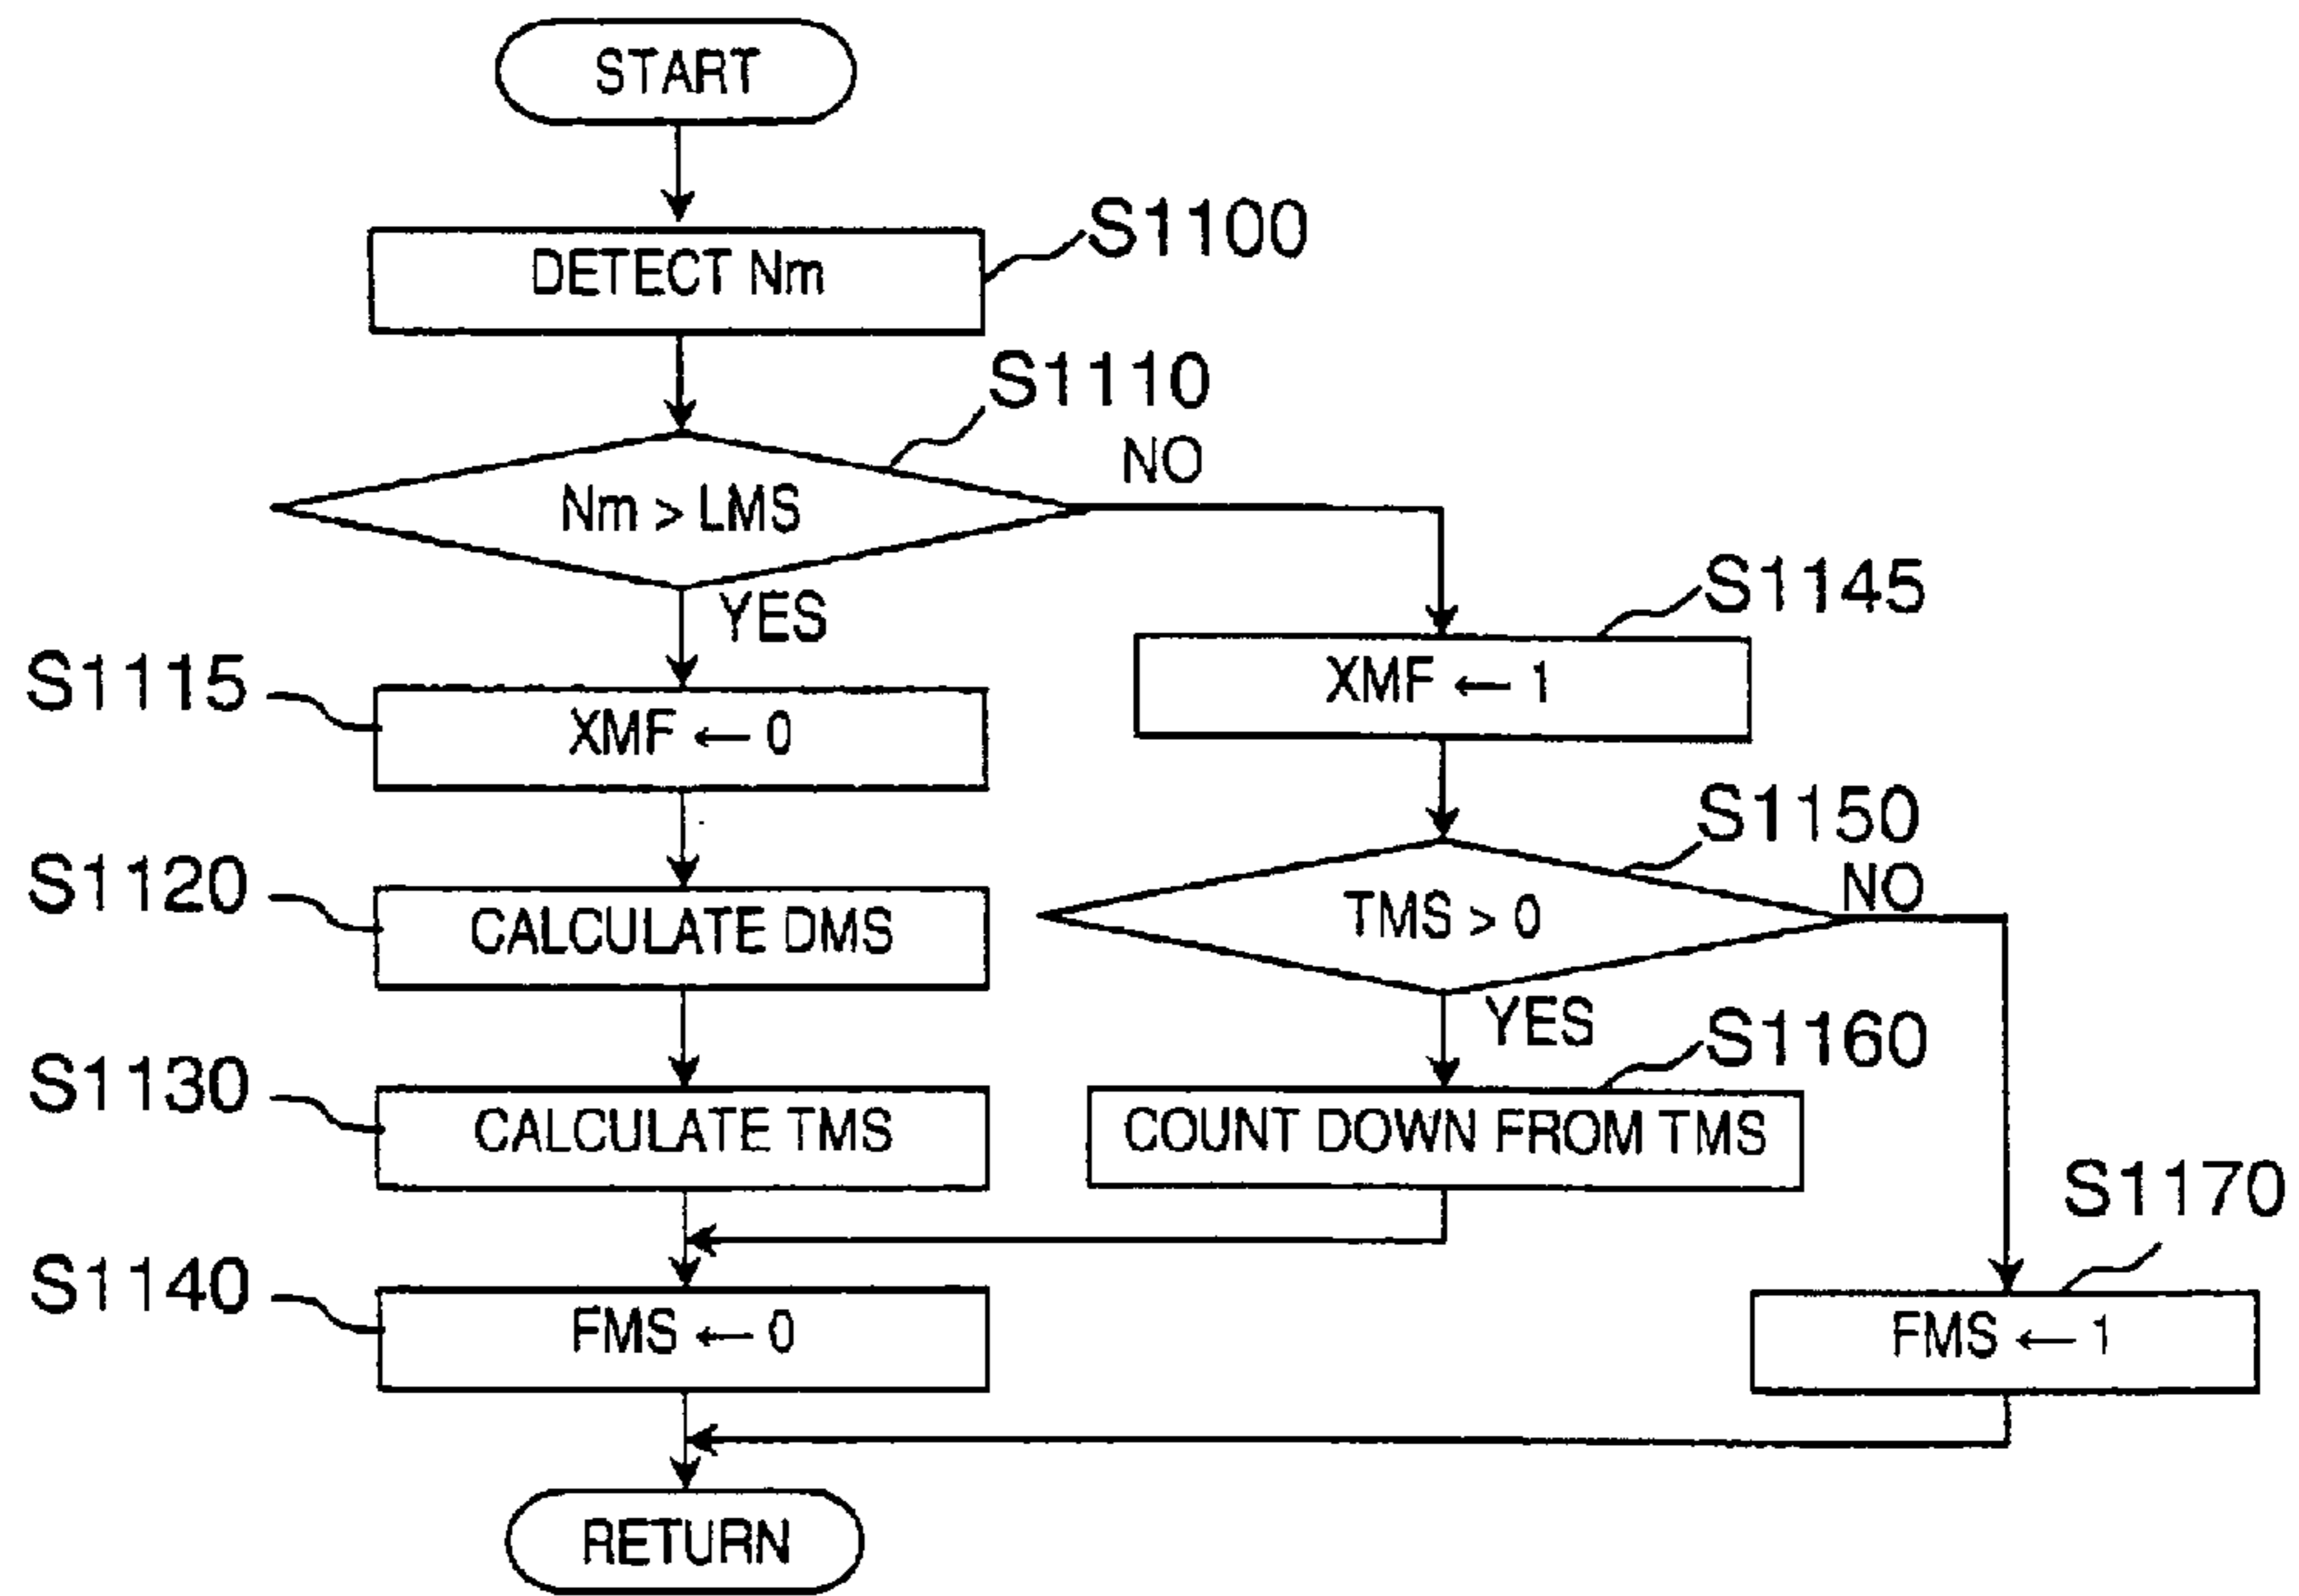 START
DETECT Nm
S1100
S1110
Nm > LMS
NO
YES
S1115
XMF ← 0
S1145
XMF ← 1
S1120
CALCULATE DMS
S1150
TMS > 0
NO
YES
S1130
CALCULATE TMS
S1160
COUNT DOWN FROM TMS
S1140
FMS ← 0
S1170
FMS ← 1
RETURN